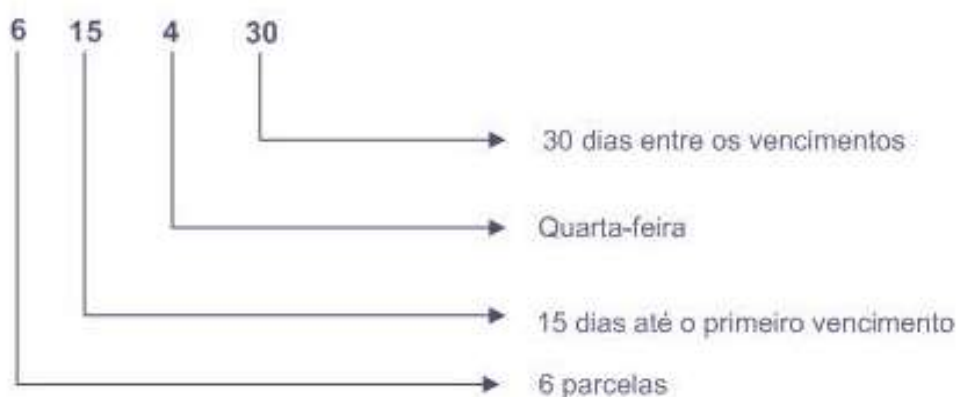 6 15 4 30
30 dias entre os vencimentos
Quarta-feira
15 dias até o primeiro vencimento
6 parcelas